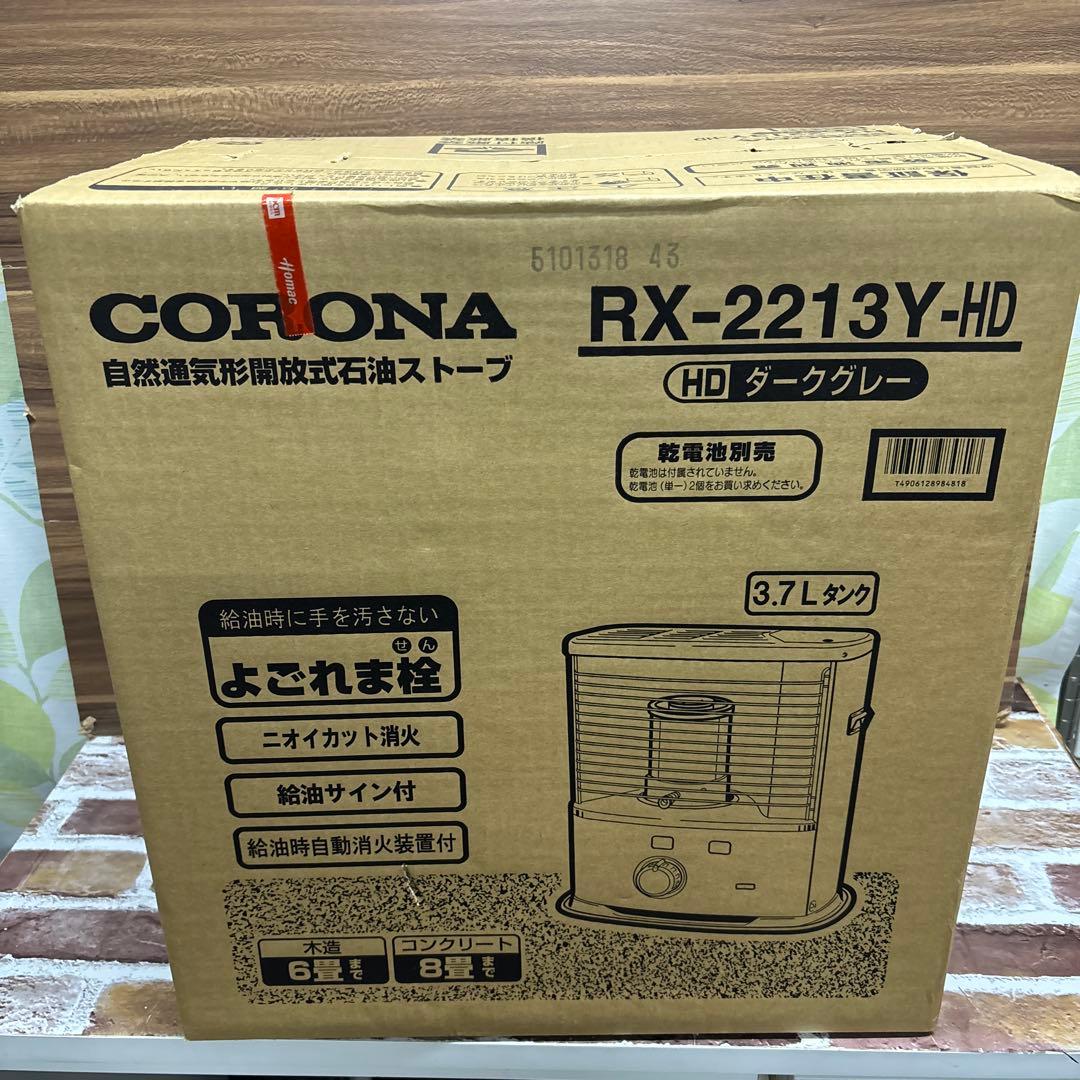 保証書在中
Homac
5101318 43
CORONA
自然通気形開放式石油ストーブ
RX-2213Y-HD
HD ダークグレー
乾電池別売
乾電池は付属されていません。
乾電池(単一)2個をお買い求めください。
T4906128984818
3.7Lタンク
給油時に手を汚さない
せん
よごれま栓
ニオイカット消火
給油サイン付
給油時自動消火装置付
木造
6畳まで
コンクリート
8畳まで